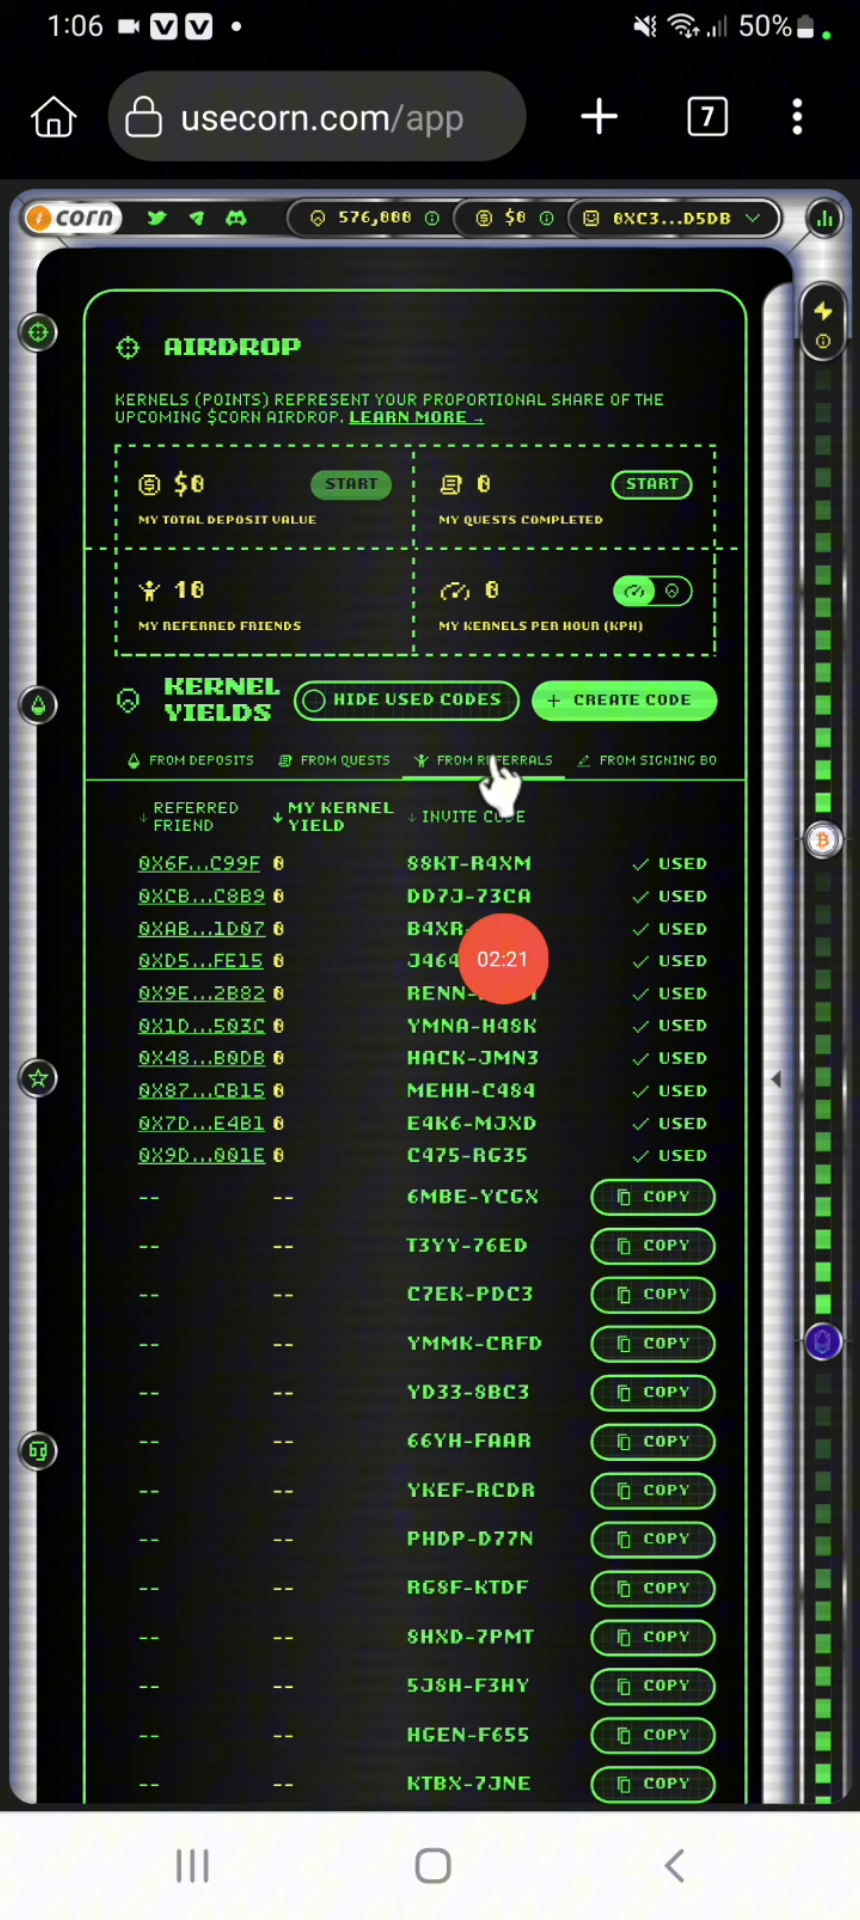 1:06 50%
usecorn.com/app 7
corn 576,000 $0 0XC3...D5DB
AIRDROP
KERNELS (POINTS) REPRESENT YOUR PROPORTIONAL SHARE OF THE
UPCOMING $CORN AIRDROP. LEARN MORE →
$0 START 0 START
MY TOTAL DEPOSIT VALUE MY QUESTS COMPLETED
10 0
MY REFERRED FRIENDS MY KERNELS PER HOUR (KPH)
KERNEL YIELDS HIDE USED CODES + CREATE CODE
FROM DEPOSITS FROM QUESTS FROM REFERRALS FROM SIGNING BO
↓ REFERRED FRIEND ↓ MY KERNEL YIELD ↓ INVITE CODE
0X6F...C99F 0 88KT-R4XM ✓ USED
0XCB...C8B9 0 DD7J-73CA ✓ USED
0XAB...1D07 0 B4XR- ✓ USED
0XD5...FE15 0 J464 02:21 ✓ USED
0X9E...2B82 0 RENN- ✓ USED
0X1D...503C 0 YMNA-H48K ✓ USED
0X48...B0DB 0 HACK-JMN3 ✓ USED
0X87...CB15 0 MEHH-C484 ✓ USED
0X7D...E4B1 0 E4K6-MJXD ✓ USED
0X9D...001E 0 C475-RG35 ✓ USED
-- -- 6MBE-YCGX COPY
-- -- T3YY-76ED COPY
-- -- C7EK-PDC3 COPY
-- -- YMMK-CRFD COPY
-- -- YD33-8BC3 COPY
-- -- 66YH-FAAR COPY
-- -- YKEF-RCDR COPY
-- -- PHDP-D77N COPY
-- -- RG8F-KTDF COPY
-- -- 8HXD-7PMT COPY
-- -- 5J8H-F3HY COPY
-- -- HGEN-F655 COPY
-- -- KTBX-7JNE COPY